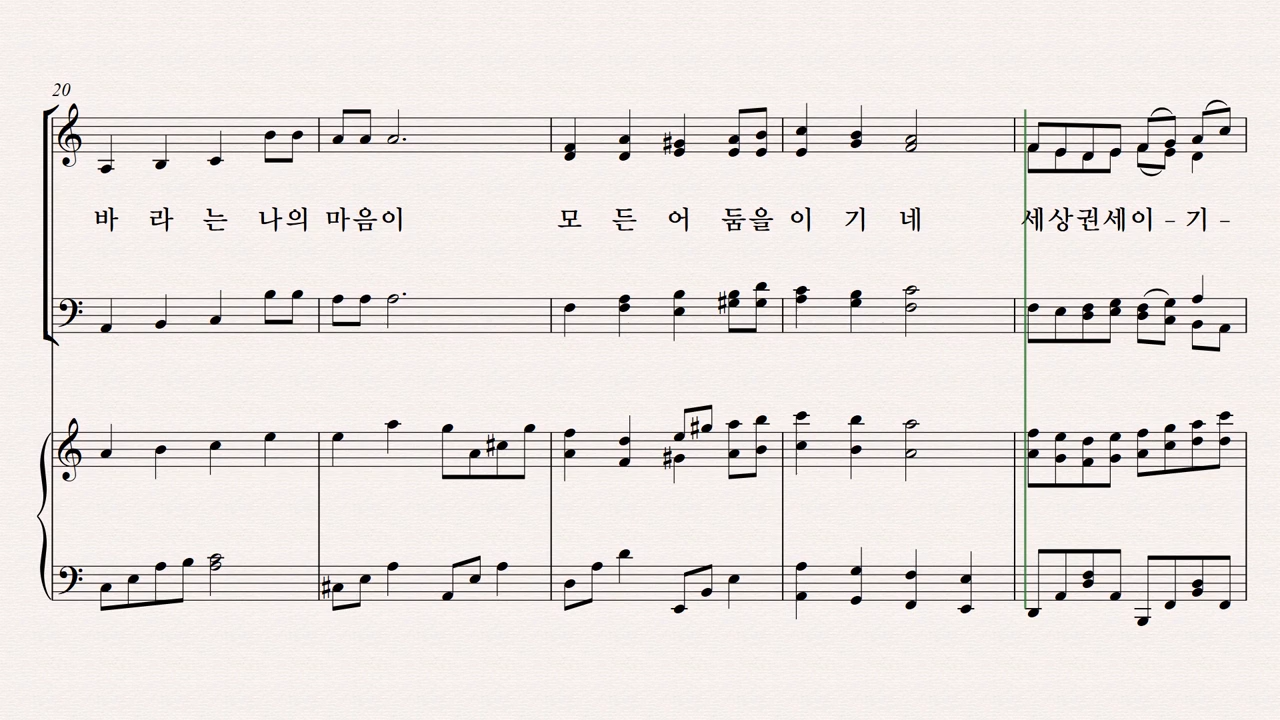 20
바 라 는 나의 마음이 모 든 어 둠을 이 기 네 세상권세이 - 기 -